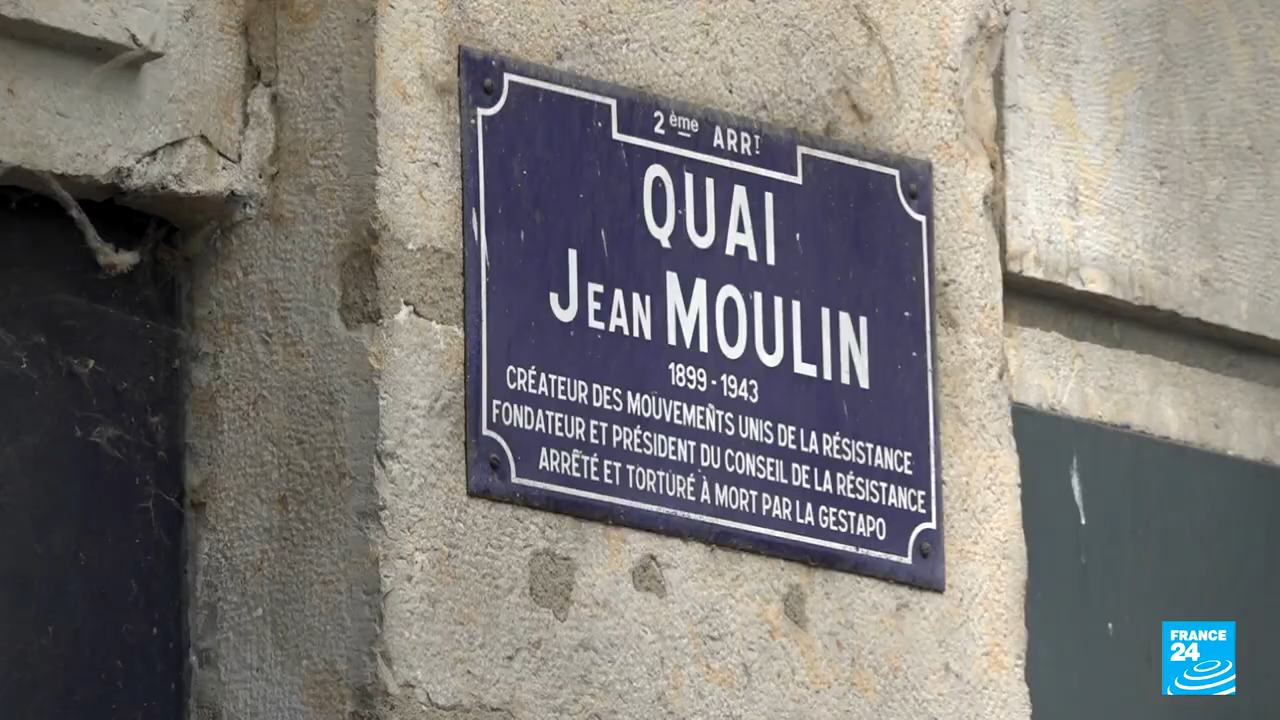 2ème ARRT
QUAI
JEAN MOULIN
1899 - 1943
CRÉATEUR DES MOUVEMENTS UNIS DE LA RÉSISTANCE
FONDATEUR ET PRÉSIDENT DU CONSEIL DE LA RÉSISTANCE
ARRÊTÉ ET TORTURÉ À MORT PAR LA GESTAPO
FRANCE
24